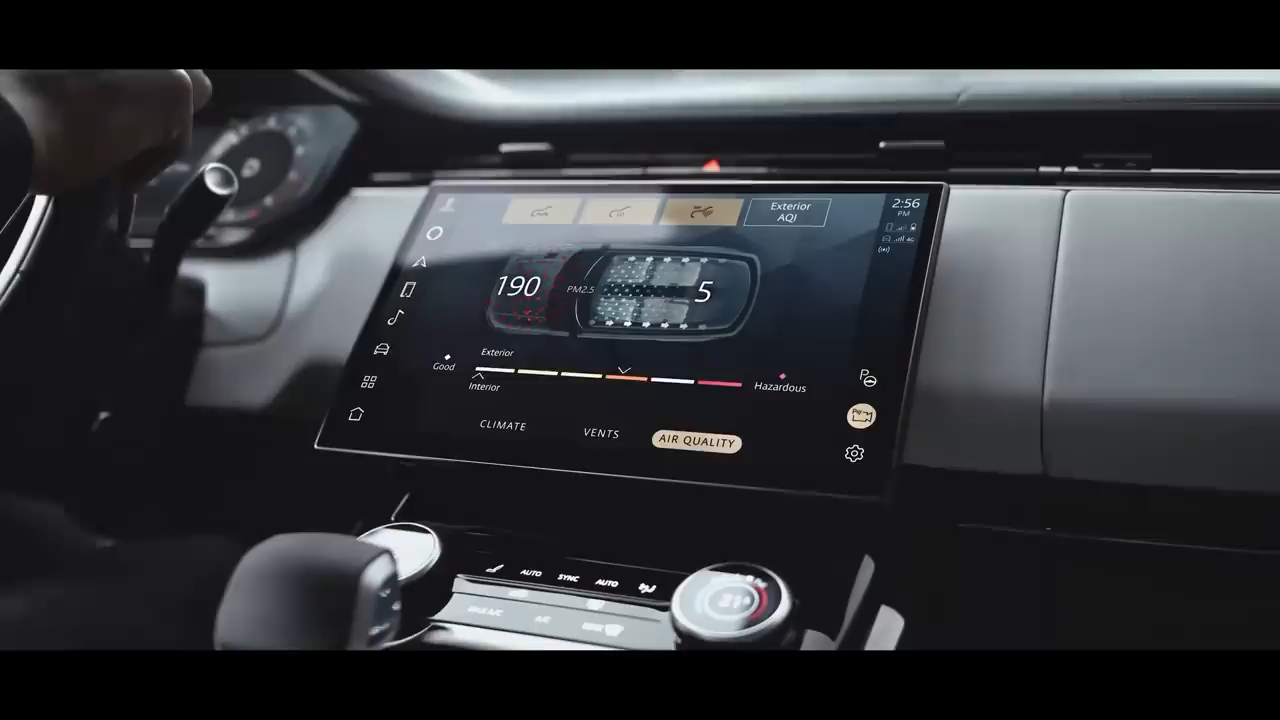 Exterior
AQI
2:56
PM
4G
190
PM2.5
5
Exterior
Good
Interior
Hazardous
CLIMATE
VENTS
AIR QUALITY
AUTO
SYNC
AUTO
A/C